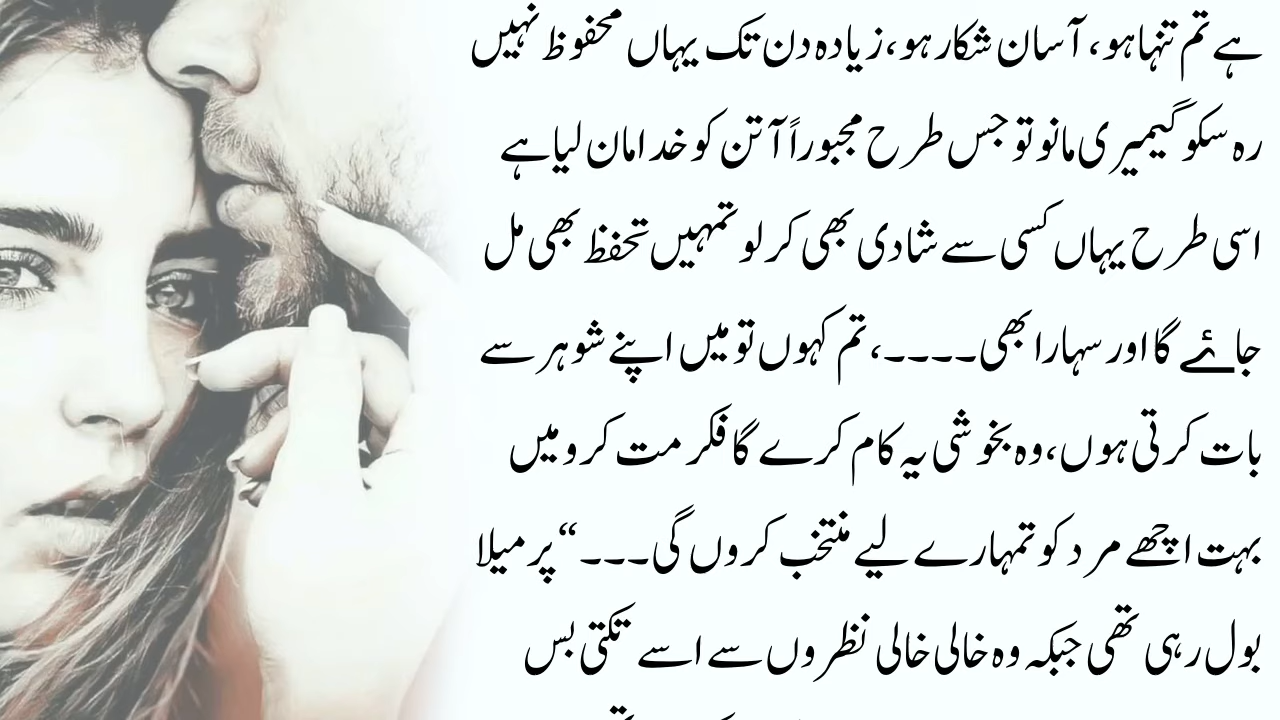 ہے تم تنہا ہو، آسان شکار ہو، زیادہ دن تک یہاں محفوظ نہیں
رہ سکو گیمیری مانو تو جس طرح مجبوراً آتن کو خدا مان لیا ہے
اسی طرح یہاں کسی سے شادی بھی کر لو تمہیں تحفظ بھی مل
جائے گا اور سہارا بھی۔۔۔۔، تم کہوں تو میں اپنے شوہر سے
بات کرتی ہوں، وہ بخوشی یہ کام کرے گا فکر مت کرو میں
بہت اچھے مرد کو تمہارے لیے منتخب کروں گی۔۔۔“ پرمیلا
بول رہی تھی جبکہ وہ خالی خالی نظروں سے اسے تکتی بس